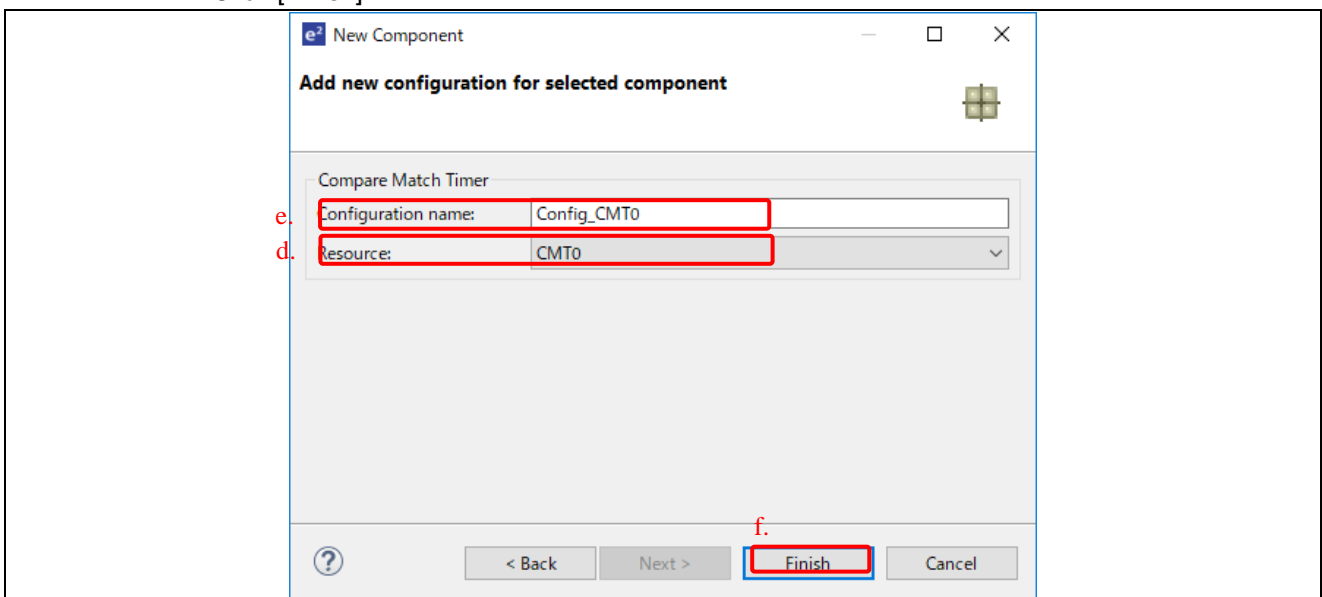 e² New Component
Add new configuration for selected component
Compare Match Timer
e. Configuration name: Config_CMT0
d. Resource: CMT0
f.
< Back Next > Finish Cancel